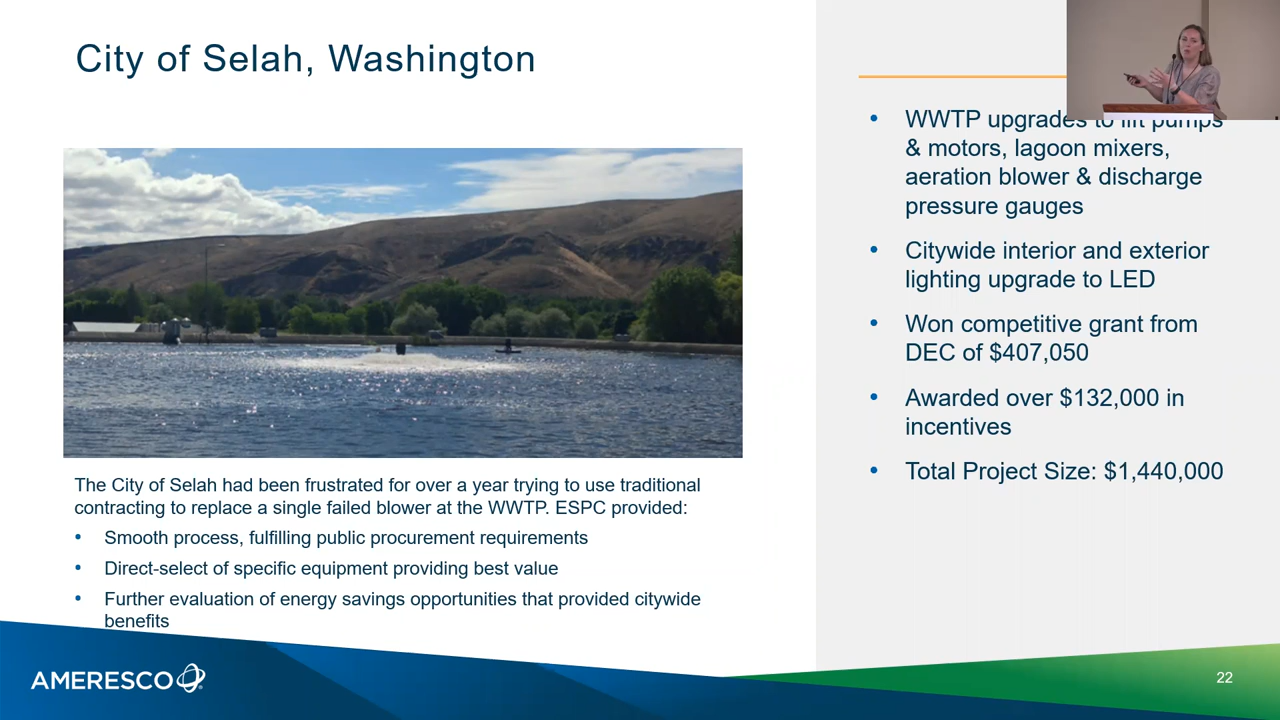 City of Selah, Washington
The City of Selah had been frustrated for over a year trying to use traditional
contracting to replace a single failed blower at the WWTP. ESPC provided:
• Smooth process, fulfilling public procurement requirements
• Direct-select of specific equipment providing best value
• Further evaluation of energy savings opportunities that provided citywide
benefits
• WWTP upgrades to lift pumps
& motors, lagoon mixers,
aeration blower & discharge
pressure gauges
• Citywide interior and exterior
lighting upgrade to LED
• Won competitive grant from
DEC of $407,050
• Awarded over $132,000 in
incentives
• Total Project Size: $1,440,000
AMERESCO
22